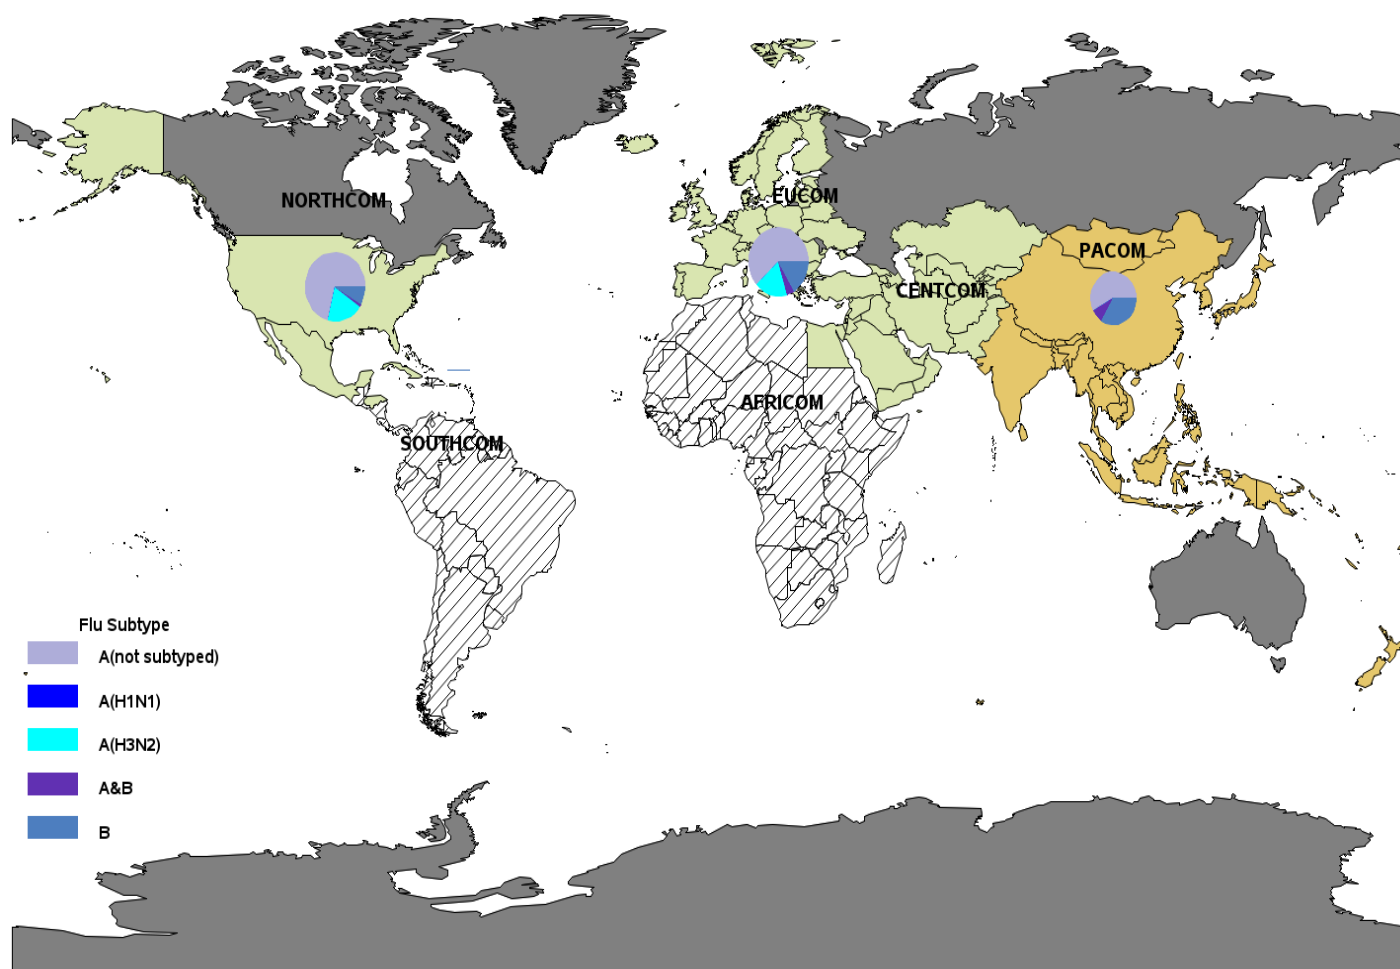 EUCOM
NORTHCOM
PACOM
CENTCOM
AFRICOM
SOUTHCOM
Flu Subtype
A(not subtyped)
A(H1N1)
A(H3N2)
A&B
B